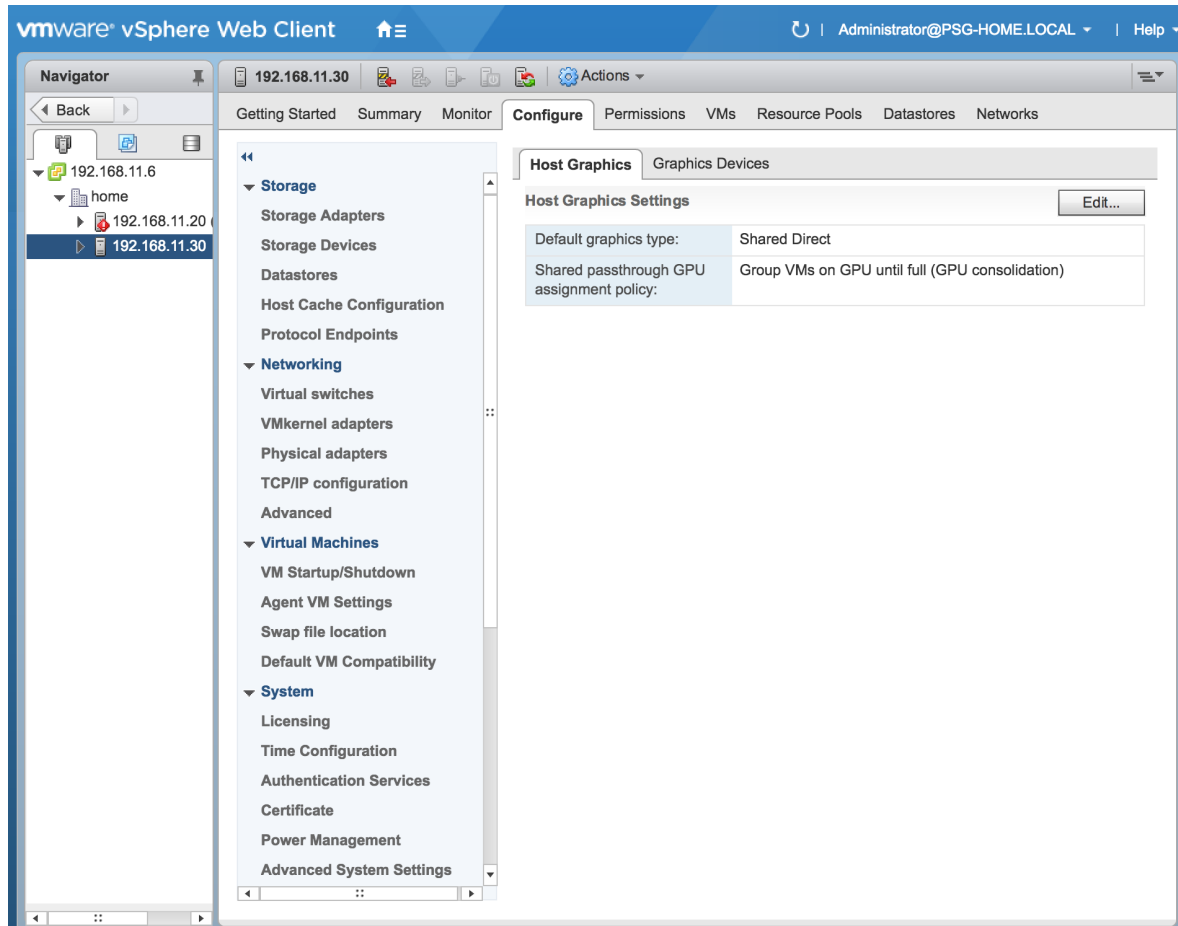 vmware® vSphere Web Client
Administrator@PSG-HOME.LOCAL
Help
Navigator
Back
192.168.11.6
home
192.168.11.20 (
192.168.11.30
192.168.11.30
Actions
Getting Started Summary Monitor Configure Permissions VMs Resource Pools Datastores Networks
Storage
Storage Adapters
Storage Devices
Datastores
Host Cache Configuration
Protocol Endpoints
Networking
Virtual switches
VMkernel adapters
Physical adapters
TCP/IP configuration
Advanced
Virtual Machines
VM Startup/Shutdown
Agent VM Settings
Swap file location
Default VM Compatibility
System
Licensing
Time Configuration
Authentication Services
Certificate
Power Management
Advanced System Settings
Host Graphics Graphics Devices
Host Graphics Settings
Edit...
Default graphics type: Shared Direct
Shared passthrough GPU Group VMs on GPU until full (GPU consolidation)
assignment policy: